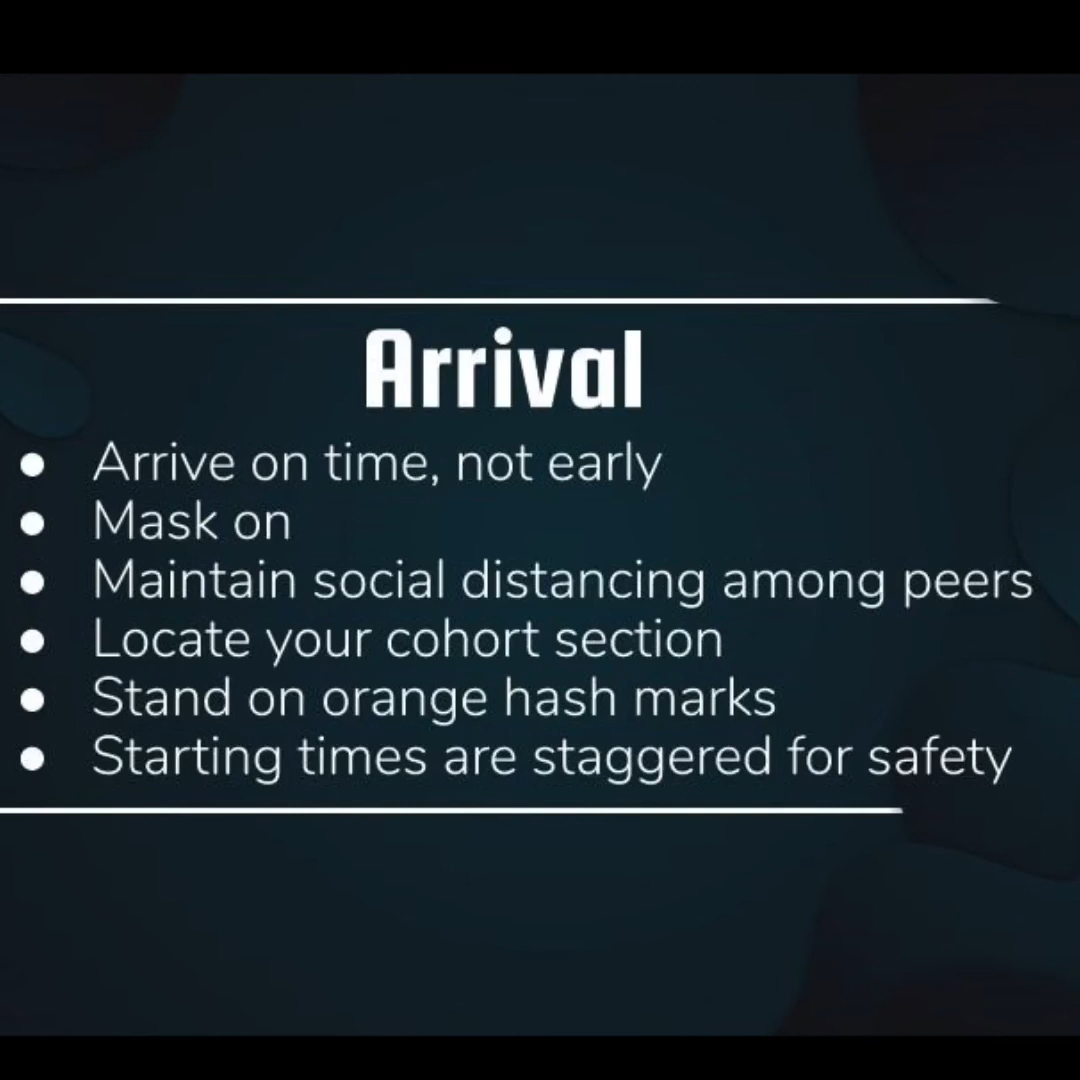 Arrival
● Arrive on time, not early
● Mask on
● Maintain social distancing among peers
● Locate your cohort section
● Stand on orange hash marks
● Starting times are staggered for safety